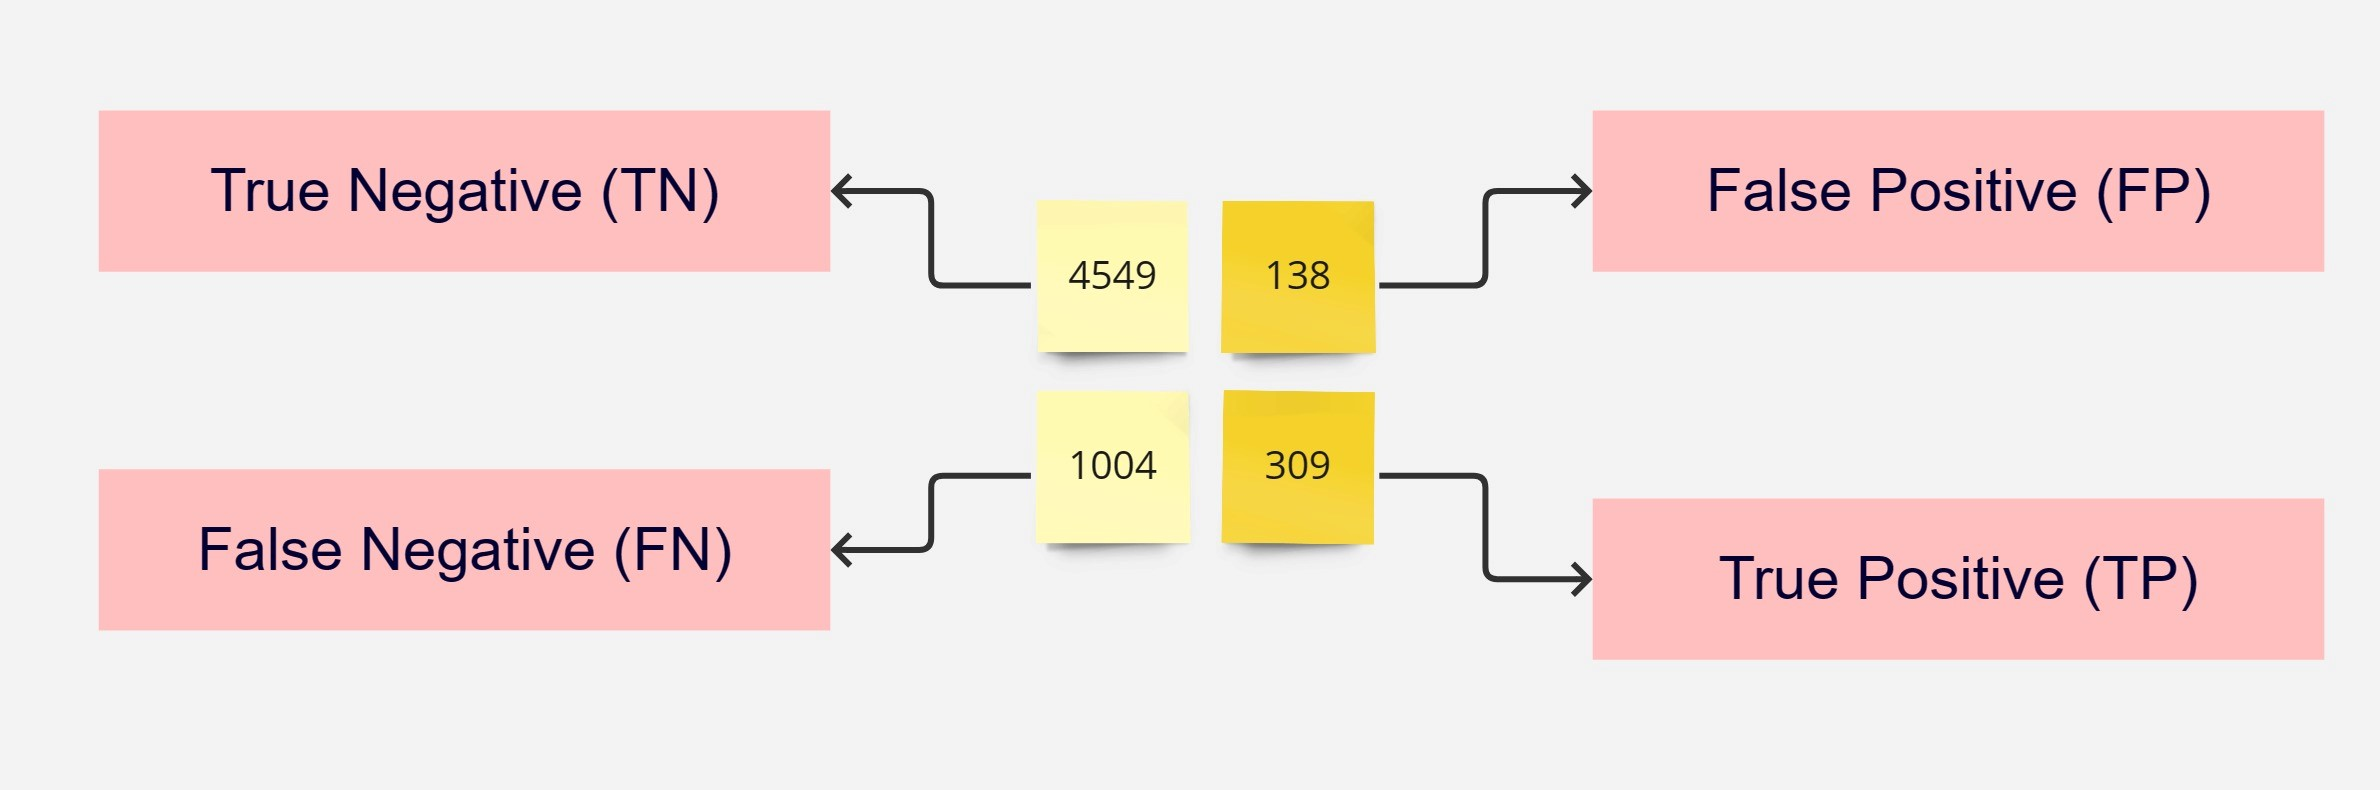 True Negative (TN)
False Positive (FP)
4549
138
1004
309
False Negative (FN)
True Positive (TP)